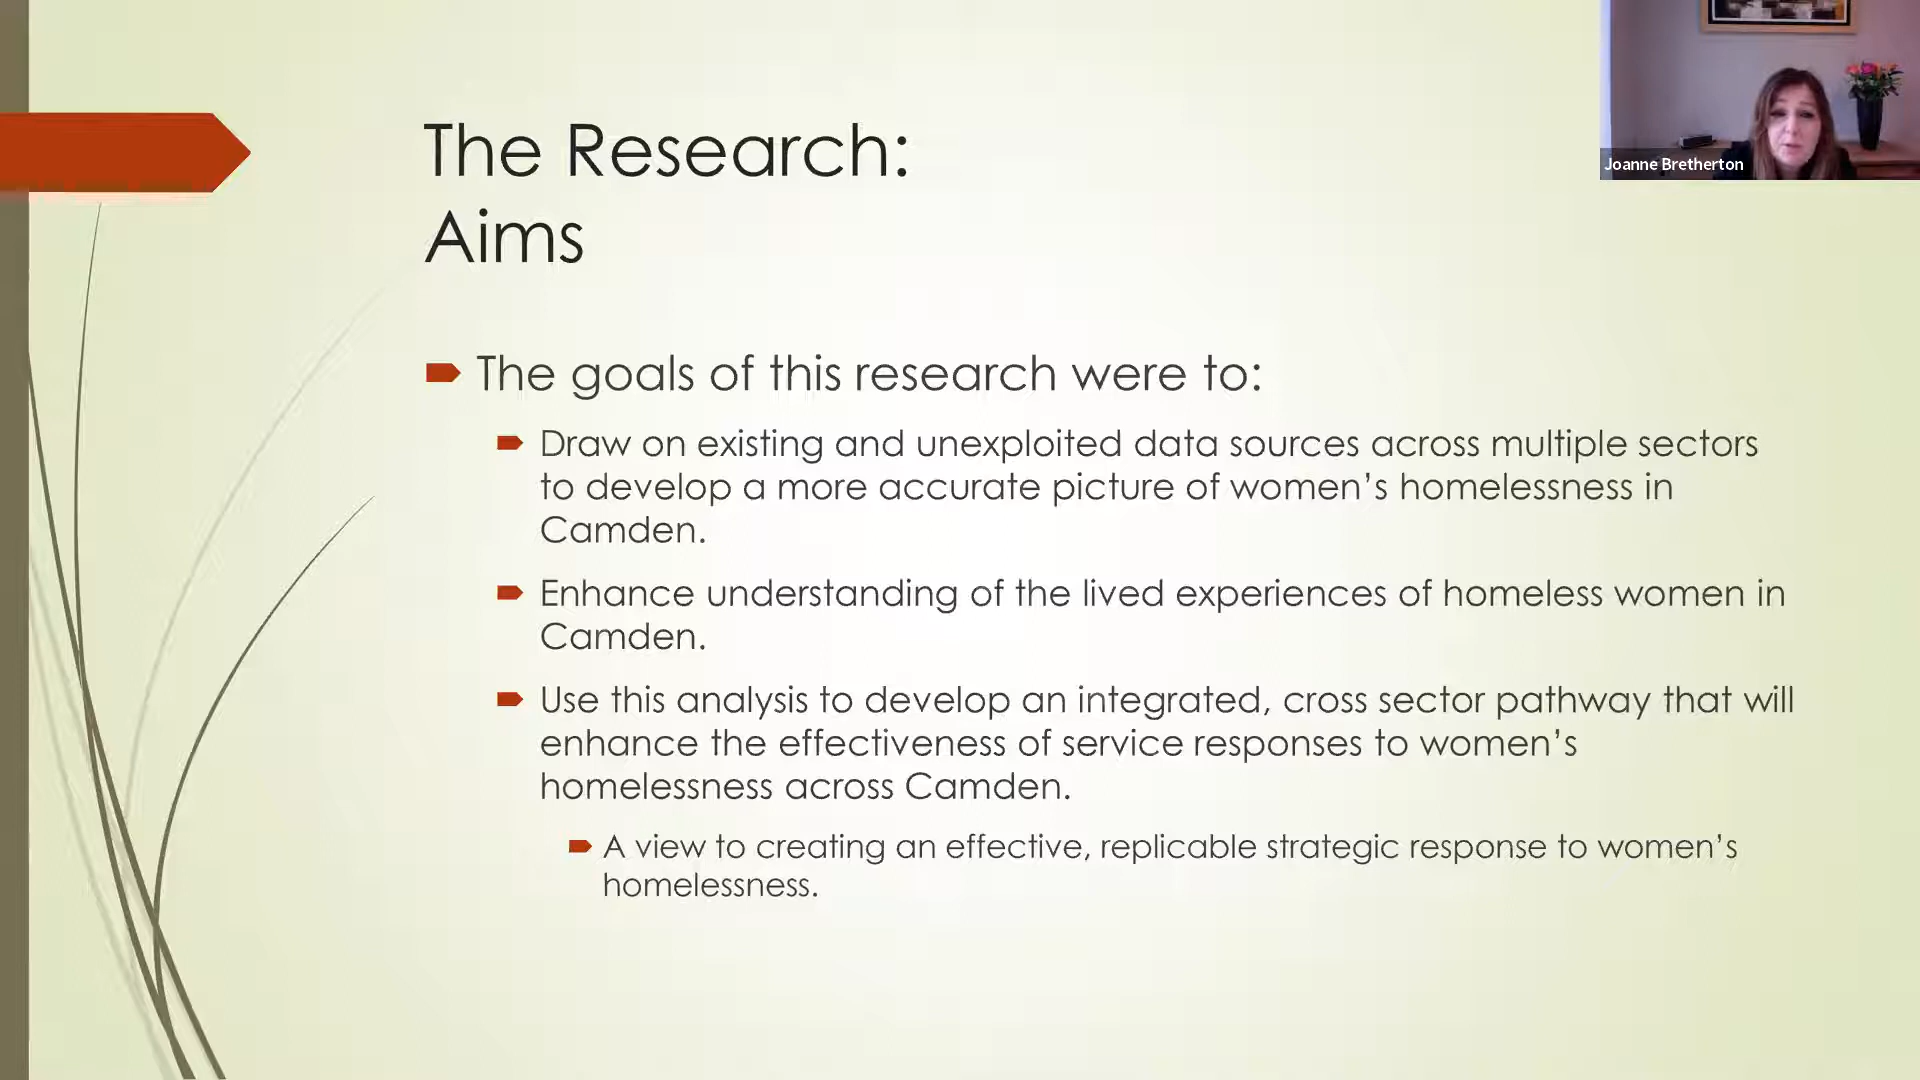 The Research:
Aims
The goals of this research were to:
Draw on existing and unexploited data sources across multiple sectors
to develop a more accurate picture of women’s homelessness in
Camden.
Enhance understanding of the lived experiences of homeless women in
Camden.
Use this analysis to develop an integrated, cross sector pathway that will
enhance the effectiveness of service responses to women’s
homelessness across Camden.
A view to creating an effective, replicable strategic response to women’s
homelessness.
Joanne Bretherton